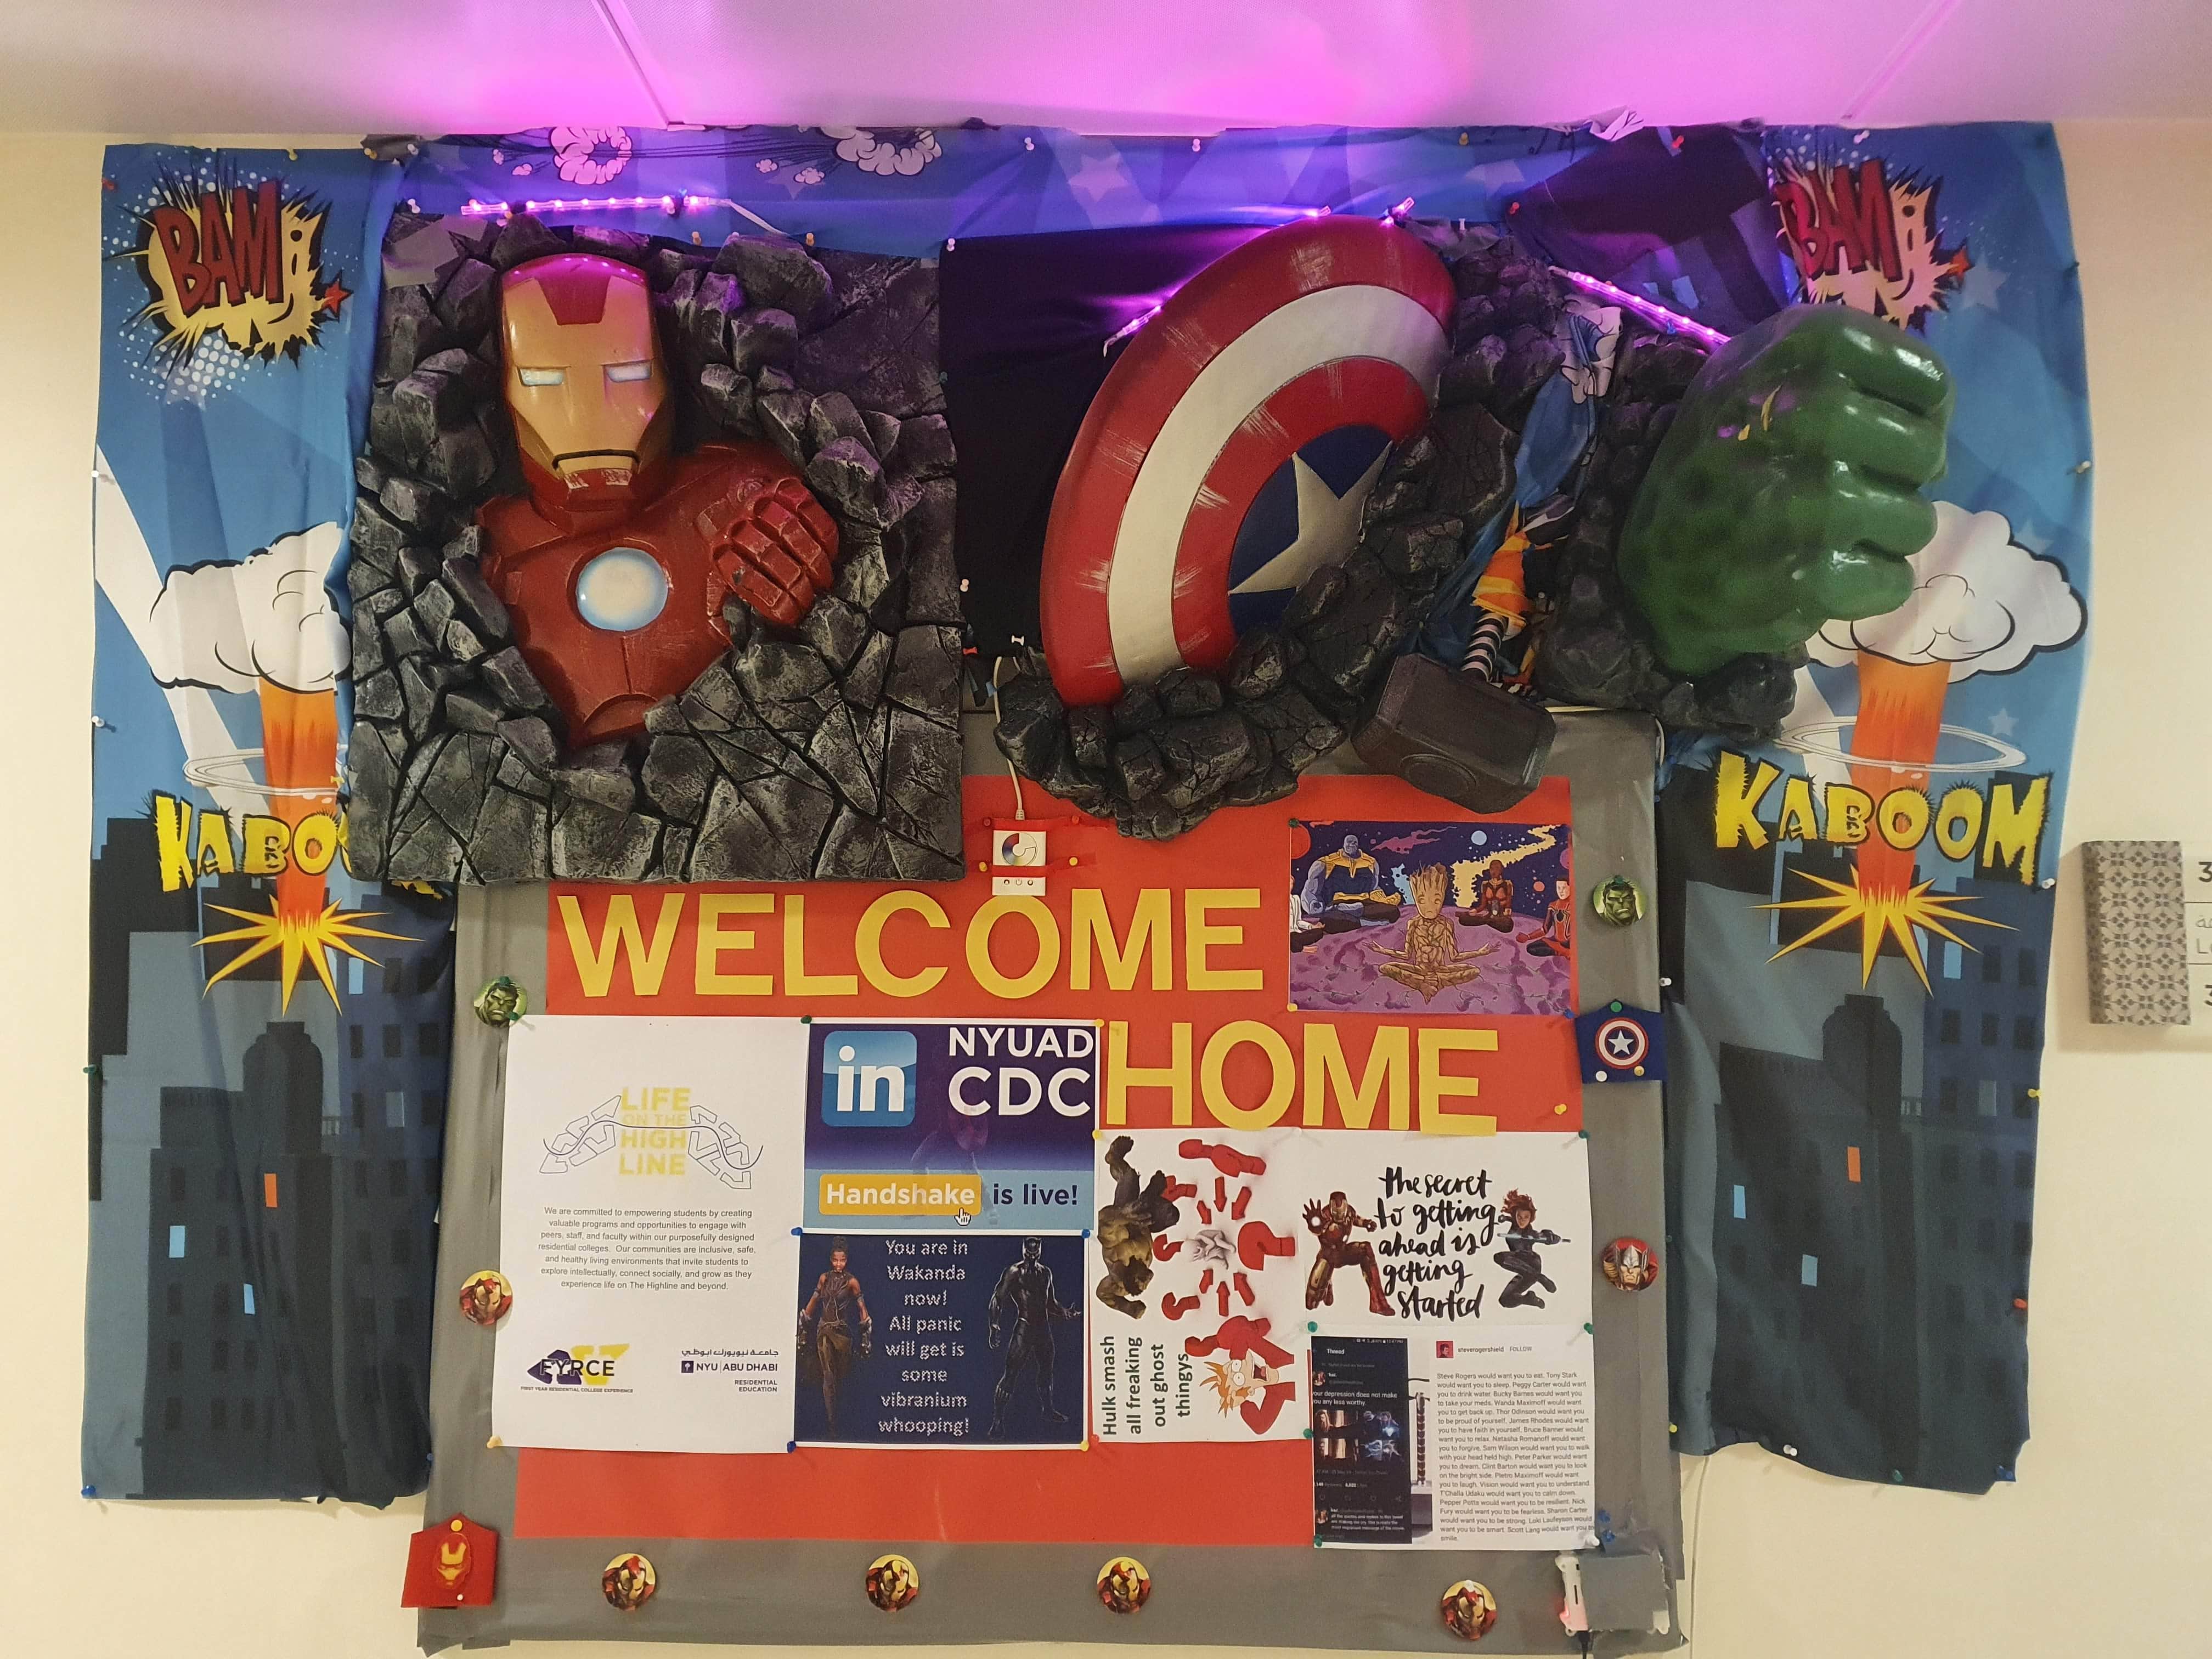 BAM!
BAM!
KABOO
KABOOM
WELCOME
HOME
LIFE
ON THE
HIGH
LINE
We are committed to empowering students by creating
valuable programs and opportunities to engage with
peers, staff, and faculty within our purposefully designed
residential colleges. Our communities are inclusive, safe,
and healthy living environments that invite students to
explore intellectually, connect socially, and grow as they
experience life on The Highline and beyond.
FYRCE
FIRST YEAR RESIDENTIAL COLLEGE EXPERIENCE
جامعة نيويورك أبوظبي
NYU ABU DHABI
RESIDENTIAL
EDUCATION
in
NYUAD
CDC
Handshake is live!
You are in
Wakanda
now!
All panic
will get is
some
vibranium
whooping!
Hulk smash
all freaking
out ghost
thingys
the secret
to getting
ahead is
getting
started
Thread
your depression does not make
you any less worthy.
steverogershield FOLLOW
Steve Rogers would want you to eat. Tony Stark
would want you to sleep. Peggy Carter would want
you to drink water. Bucky Barnes would want you
to take your meds. Wanda Maximoff would want
you to get back up. Thor Odinson would want you
to be proud of yourself. James Rhodes would want
you to have faith in yourself. Bruce Banner would
want you to relax. Natasha Romanoff would want
you to forgive. Sam Wilson would want you to walk
with your head held high. Peter Parker would want
you to dream. Clint Barton would want you to look
on the bright side. Pietro Maximoff would want
you to laugh. Vision would want you to understand.
T'Challa Udaku would want you to calm down.
Pepper Potts would want you to be resilient. Nick
Fury would want you to be fearless. Sharon Carter
would want you to be strong. Loki Laufeyson would
want you to be smart. Scott Lang would want you to
smile.